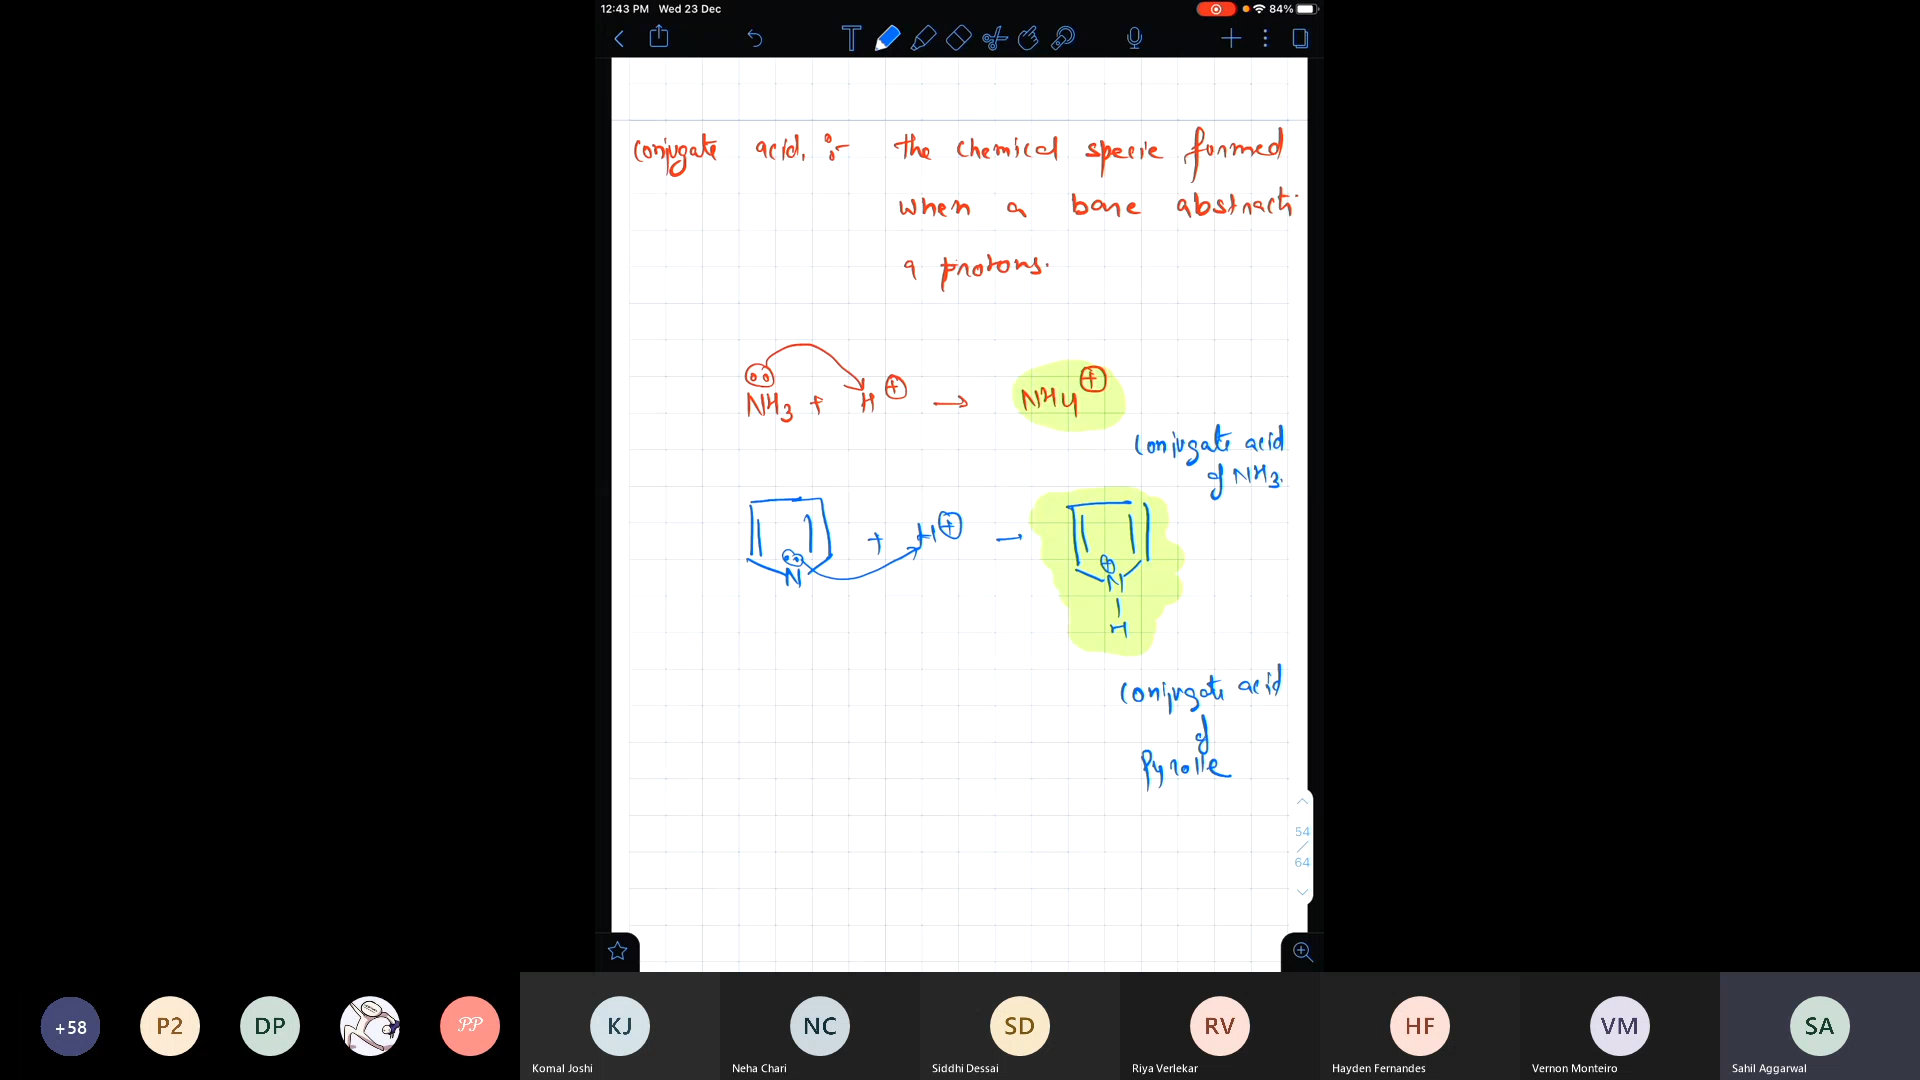 12:43 PM Wed 23 Dec
84%
T
conjugate acid. :- the chemical specie formed
when a base abstracts
a protons.
NH3 + H ⊕ → NH4 ⊕
conjugate acid
of NH3.
N + H ⊕ →
⊕
N
H
conjugate acid
of
Pyrolle
54
64
+58
P2
DP
PP
KJ
NC
SD
RV
HF
VM
SA
Komal Joshi
Neha Chari
Siddhi Dessai
Riya Verlekar
Hayden Fernandes
Vernon Monteiro
Sahil Aggarwal